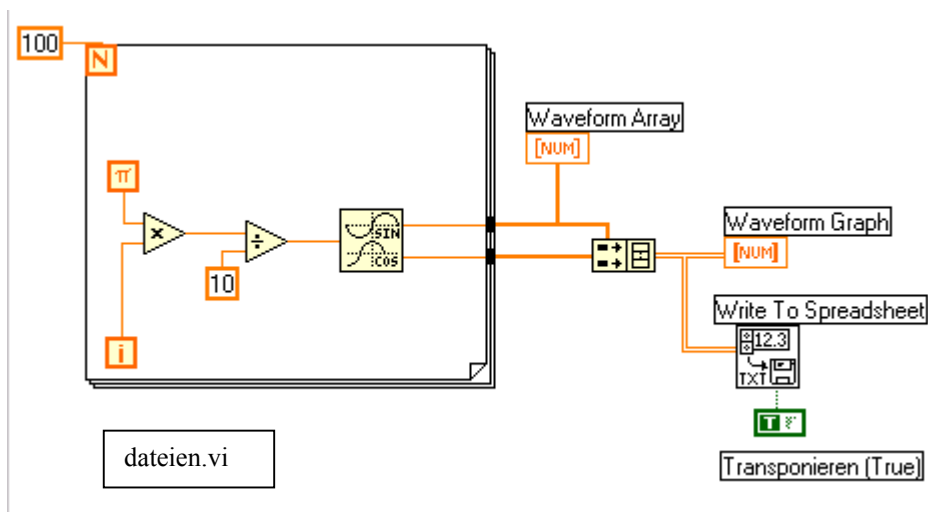 100
N
Waveform Array
[NUM]
π
×
÷
SIN
COS
10
i
Waveform Graph
[NUM]
Write To Spreadsheet
12.3
TXT
T
Transponieren (True)
dateien.vi